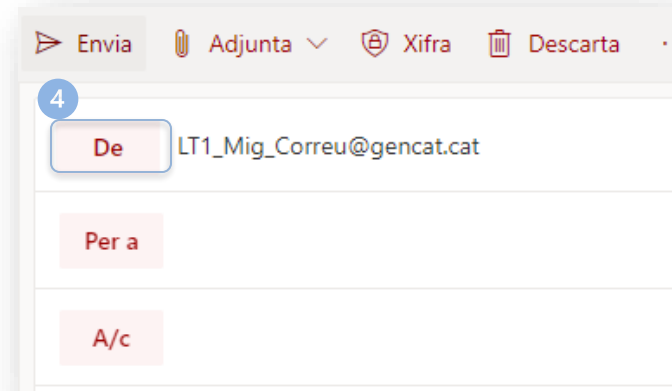 Envia Adjunta Xifra Descarta
4
De LT1_Mig_Correu@gencat.cat
Per a
A/c